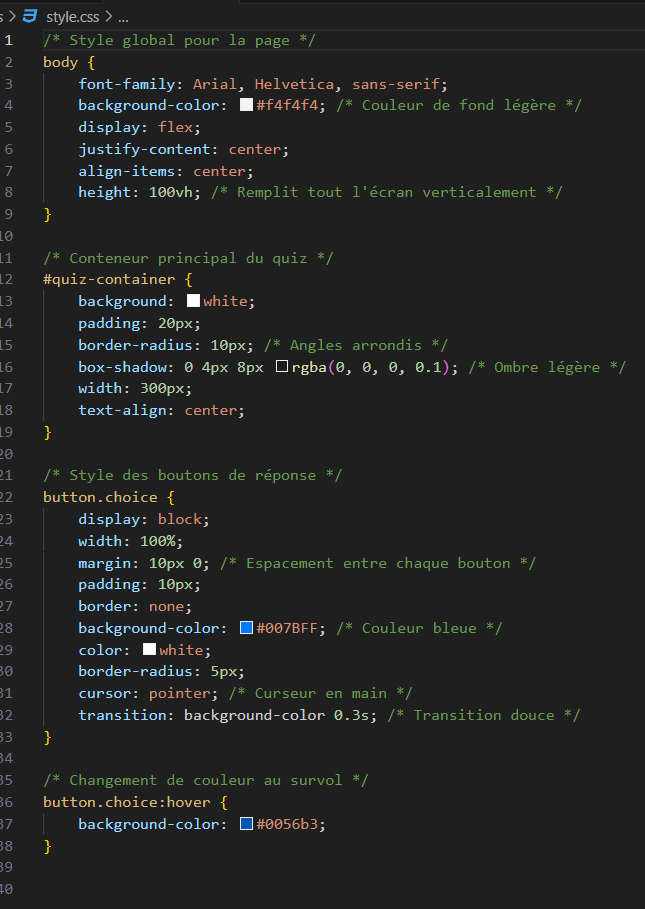 s > style.css > ...
1 /* Style global pour la page */
2 body {
3 font-family: Arial, Helvetica, sans-serif;
4 background-color: #f4f4f4; /* Couleur de fond légère */
5 display: flex;
6 justify-content: center;
7 align-items: center;
8 height: 100vh; /* Remplit tout l'écran verticalement */
9 }
10
11 /* Conteneur principal du quiz */
12 #quiz-container {
13 background: white;
14 padding: 20px;
15 border-radius: 10px; /* Angles arrondis */
16 box-shadow: 0 4px 8px rgba(0, 0, 0, 0.1); /* Ombre légère */
17 width: 300px;
18 text-align: center;
19 }
20
21 /* Style des boutons de réponse */
22 button.choice {
23 display: block;
24 width: 100%;
25 margin: 10px 0; /* Espacement entre chaque bouton */
26 padding: 10px;
27 border: none;
28 background-color: #007BFF; /* Couleur bleue */
29 color: white;
30 border-radius: 5px;
31 cursor: pointer; /* Curseur en main */
32 transition: background-color 0.3s; /* Transition douce */
33 }
34
35 /* Changement de couleur au survol */
36 button.choice:hover {
37 background-color: #0056b3;
38 }
39
40